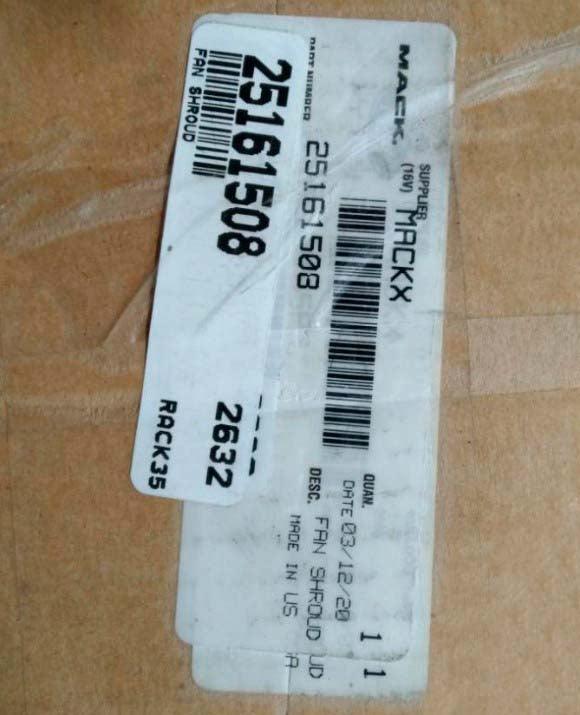 MACK.
SUPPLIER
(16V) MACKX
PART NUMBER 25161508
QUAN. 1
DATE 03/12/20
DESC. FAN SHROUD
MADE IN US
1
UD
A
25161508
FAN SHROUD
2632
RACK35